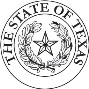 THE STATE OF TEXAS